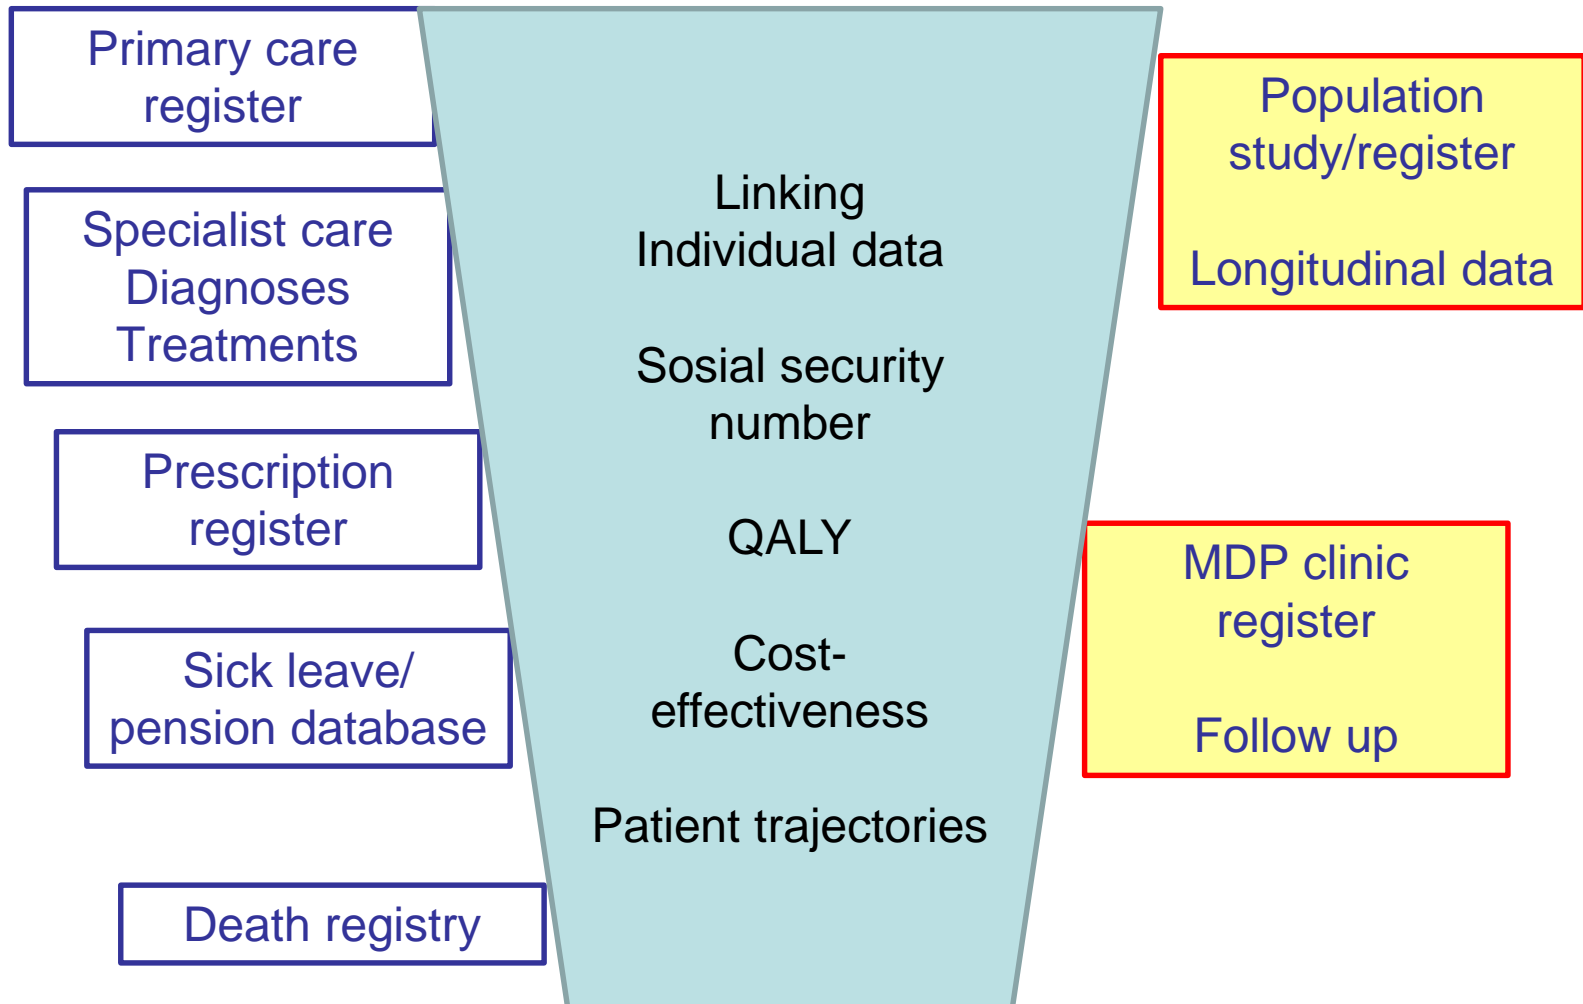 Primary care
register
Specialist care
Diagnoses
Treatments
Prescription
register
Sick leave/
pension database
Death registry
Linking
Individual data
Sosial security
number
QALY
Cost-
effectiveness
Patient trajectories
Population
study/register
Longitudinal data
MDP clinic
register
Follow up